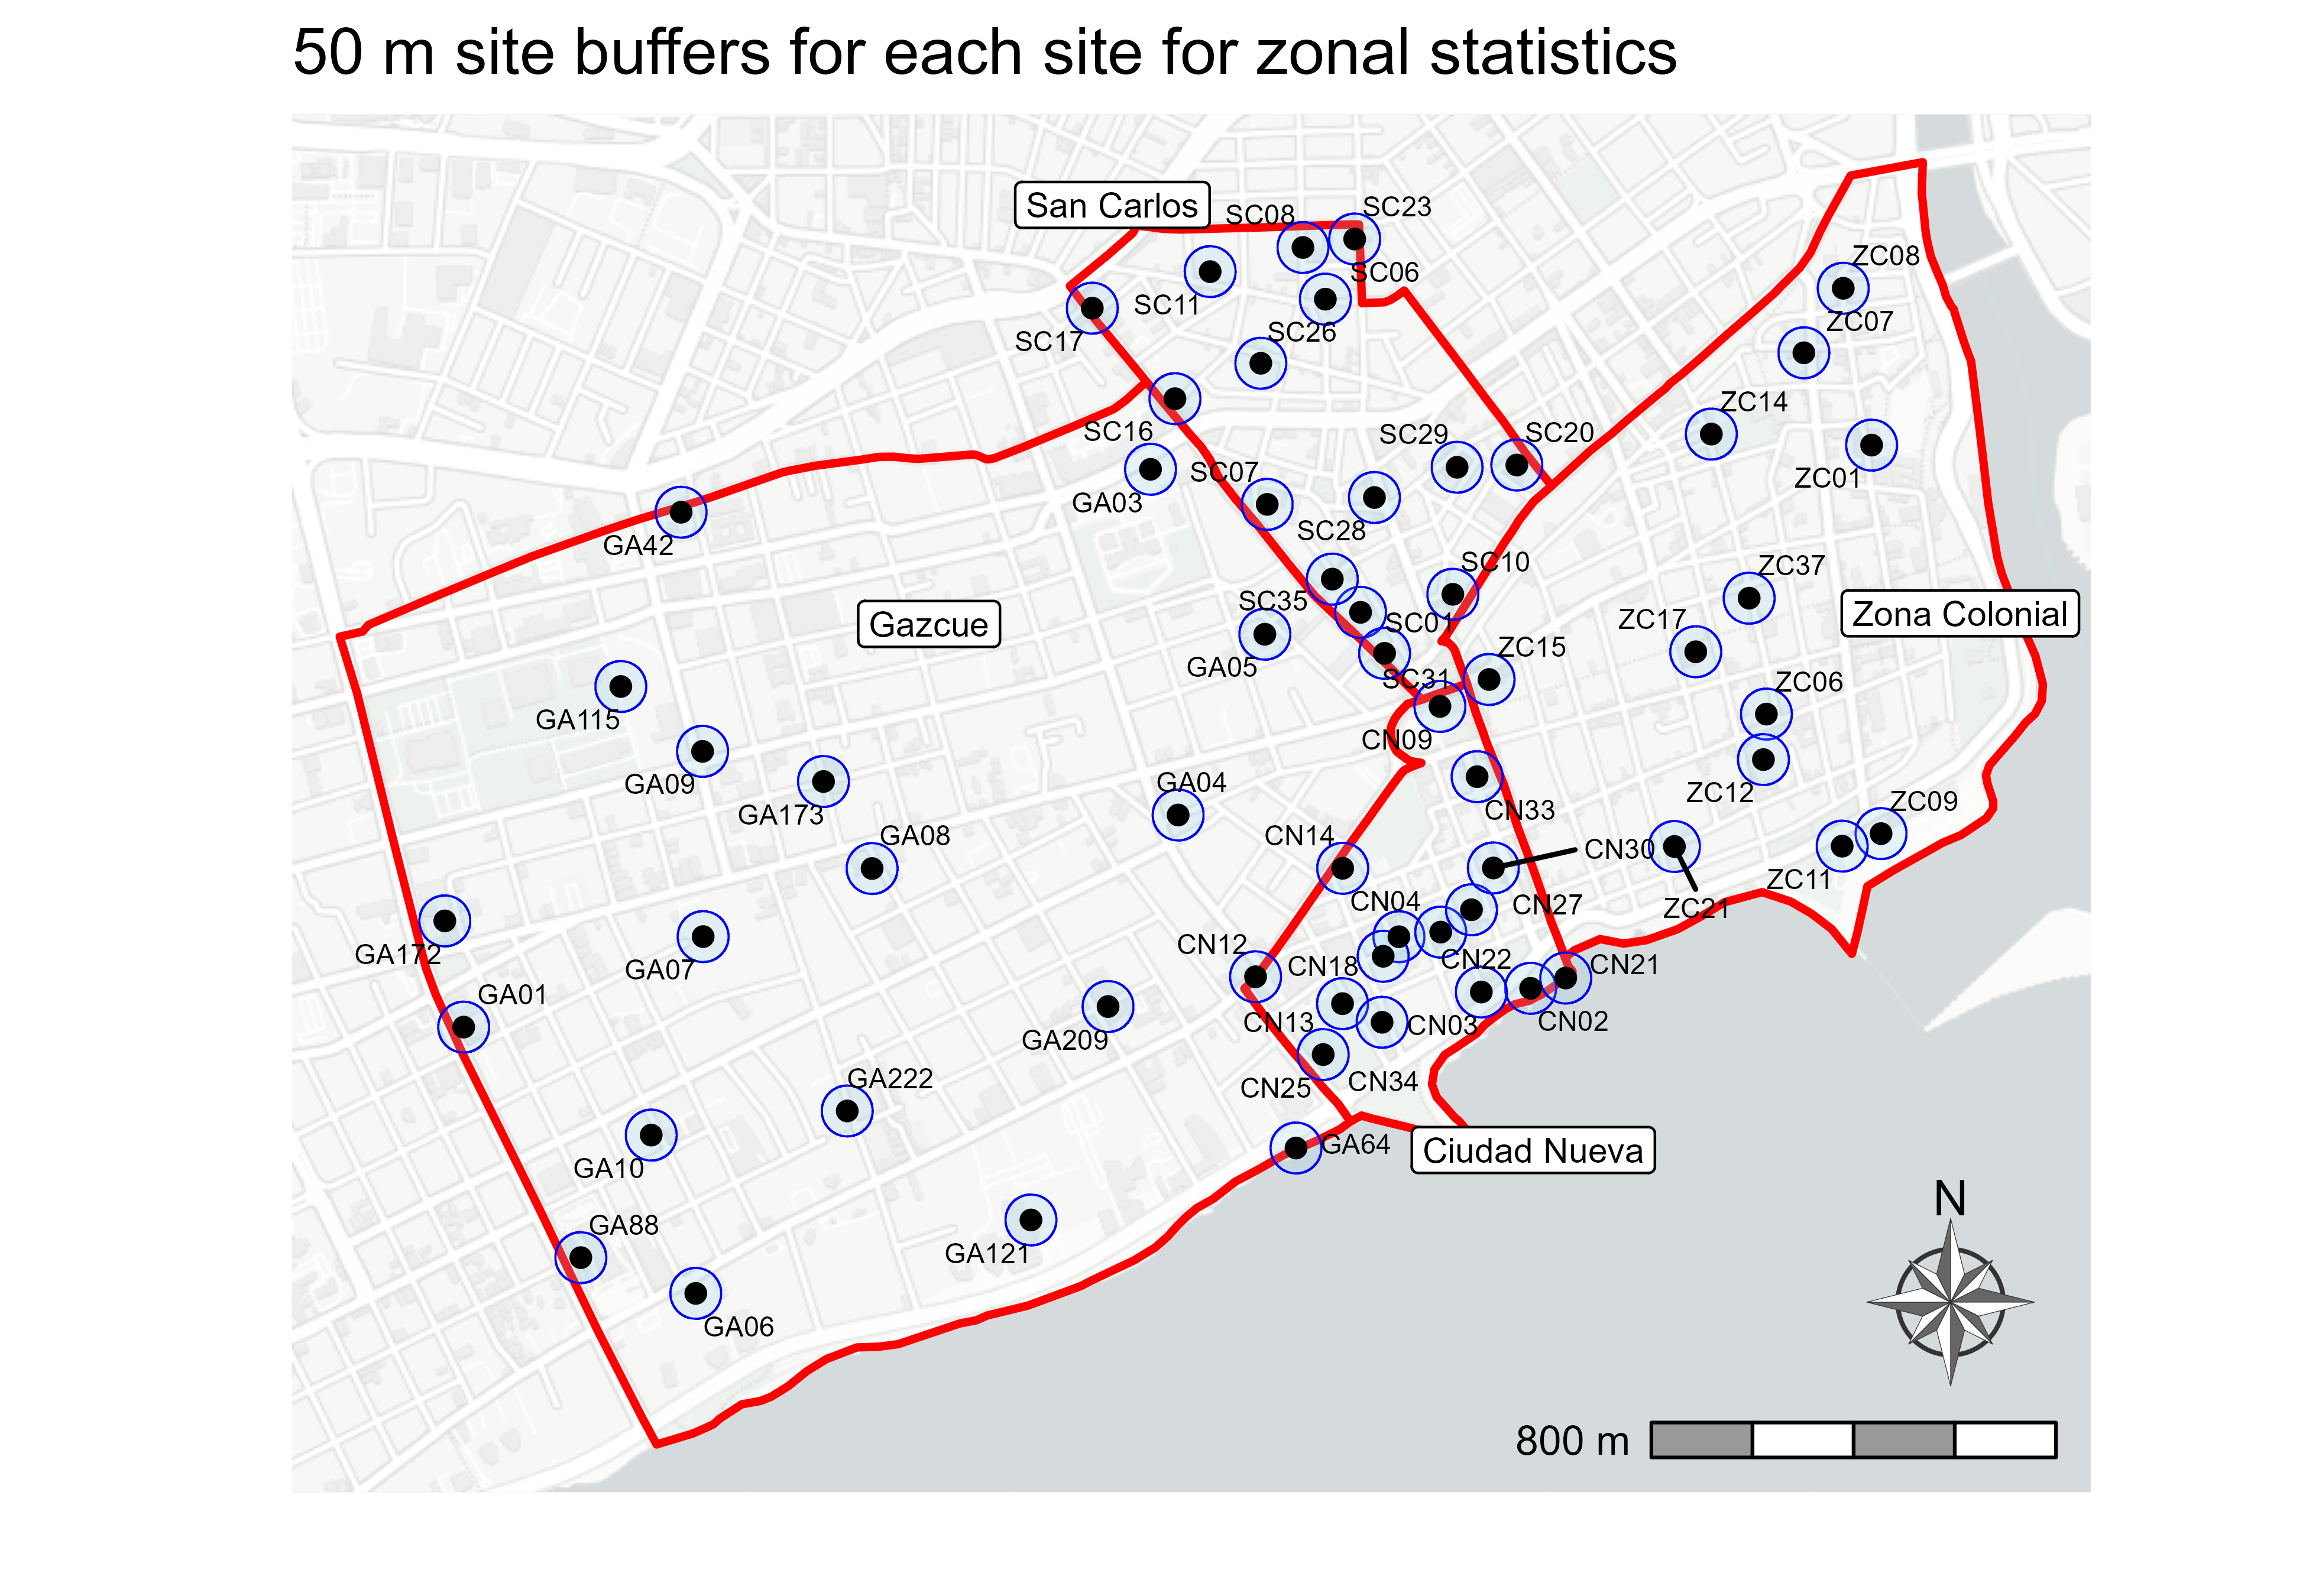 50 m site buffers for each site for zonal statistics
San Carlos
SC08
SC23
SC06
SC11
SC17
SC26
ZC08
ZC07
ZC14
ZC01
SC16
SC29
SC20
GA03
SC07
SC28
GA42
SC10
ZC37
Gazcue
SC35
SC01
ZC17
Zona Colonial
GA05
SC31
ZC15
ZC06
GA115
CN09
GA09
GA173
GA04
CN33
ZC12
ZC09
GA08
CN14
CN30
ZC11
CN04
CN27
ZC21
GA172
GA07
CN12
CN18
CN22
CN21
GA01
CN13
CN03
CN02
GA209
GA222
CN25
CN34
GA10
GA64
Ciudad Nueva
GA88
GA121
N
GA06
800 m